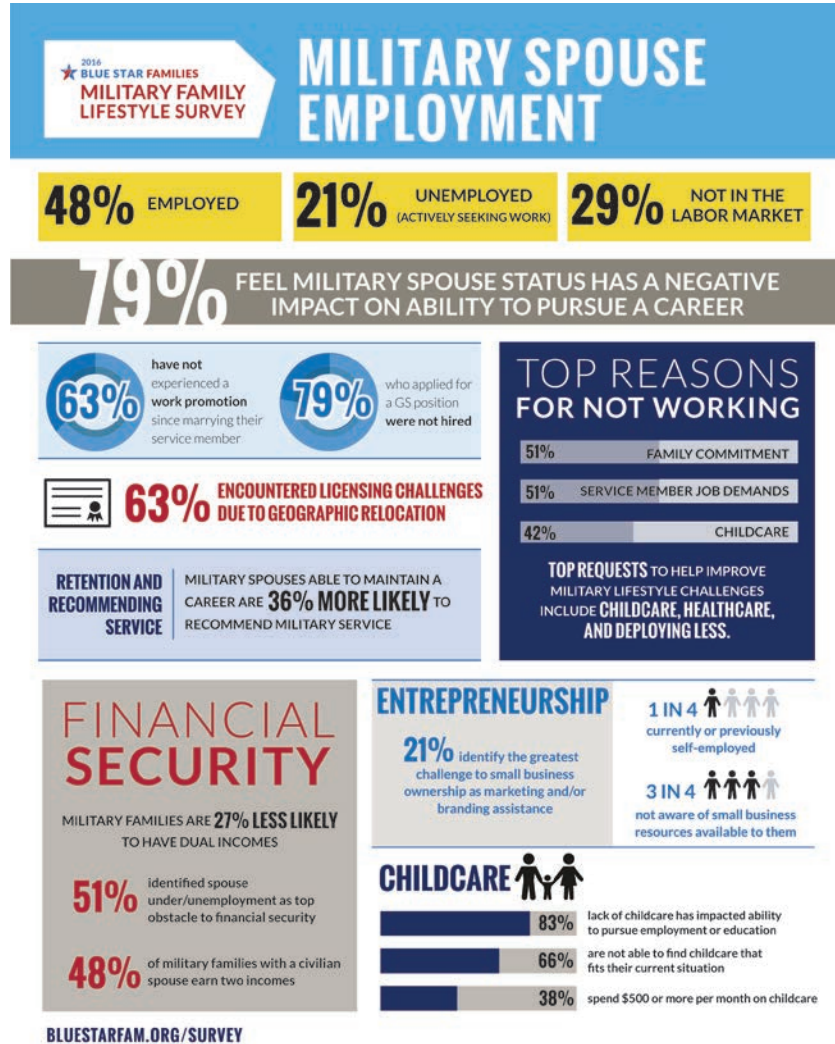 2016
BLUE STAR FAMILIES
MILITARY FAMILY
LIFESTYLE SURVEY
MILITARY SPOUSE
EMPLOYMENT
48% EMPLOYED
21% UNEMPLOYED
(ACTIVELY SEEKING WORK)
29% NOT IN THE
LABOR MARKET
79% FEEL MILITARY SPOUSE STATUS HAS A NEGATIVE
IMPACT ON ABILITY TO PURSUE A CAREER
63%
have not
experienced a
work promotion
since marrying their
service member
79%
who applied for
a GS position
were not hired
63% ENCOUNTERED LICENSING CHALLENGES
DUE TO GEOGRAPHIC RELOCATION
RETENTION AND
RECOMMENDING
SERVICE
MILITARY SPOUSES ABLE TO MAINTAIN A
CAREER ARE 36% MORE LIKELY TO
RECOMMEND MILITARY SERVICE
TOP REASONS
FOR NOT WORKING
51% FAMILY COMMITMENT
51% SERVICE MEMBER JOB DEMANDS
42% CHILDCARE
TOP REQUESTS TO HELP IMPROVE
MILITARY LIFESTYLE CHALLENGES
INCLUDE CHILDCARE, HEALTHCARE,
AND DEPLOYING LESS.
FINANCIAL
SECURITY
MILITARY FAMILIES ARE 27% LESS LIKELY
TO HAVE DUAL INCOMES
51%
identified spouse
under/unemployment as top
obstacle to financial security
48%
of military families with a civilian
spouse earn two incomes
ENTREPRENEURSHIP
21% identify the greatest
challenge to small business
ownership as marketing and/or
branding assistance
1 IN 4
currently or previously
self-employed
3 IN 4
not aware of small business
resources available to them
CHILDCARE
83% lack of childcare has impacted ability
to pursue employment or education
66% are not able to find childcare that
fits their current situation
38% spend $500 or more per month on childcare
BLUESTARFAM.ORG/SURVEY